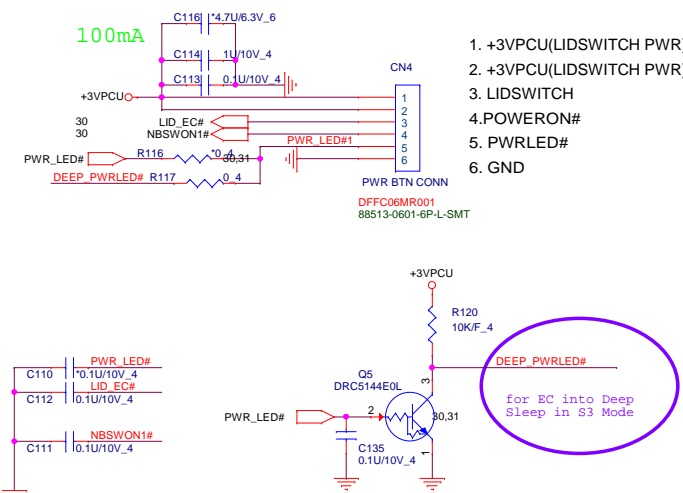 C116 *4.7U/6.3V_6
100mA
C114 1U/10V_4
C113 0.1U/10V_4
CN4
+3VPCU
1
2
3
4
5
6
30 LID_EC#
30 NBSWON1#
PWR_LED#1
PWR_LED# R116 *0_4 30,31
DEEP_PWRLED# R117 0_4
PWR BTN CONN
DFFC06MR001
88513-0601-6P-L-SMT
1. +3VPCU(LIDSWITCH PWR)
2. +3VPCU(LIDSWITCH PWR)
3. LIDSWITCH
4.POWERON#
5. PWRLED#
6. GND
+3VPCU
R120
10K/F_4
DEEP_PWRLED#
Q5
DRC5144E0L
3
2
1
PWR_LED#
30,31
C135
0.1U/10V_4
for EC into Deep
Sleep in S3 Mode
PWR_LED#
C110 *0.1U/10V_4
LID_EC#
C112 0.1U/10V_4
NBSWON1#
C111 0.1U/10V_4